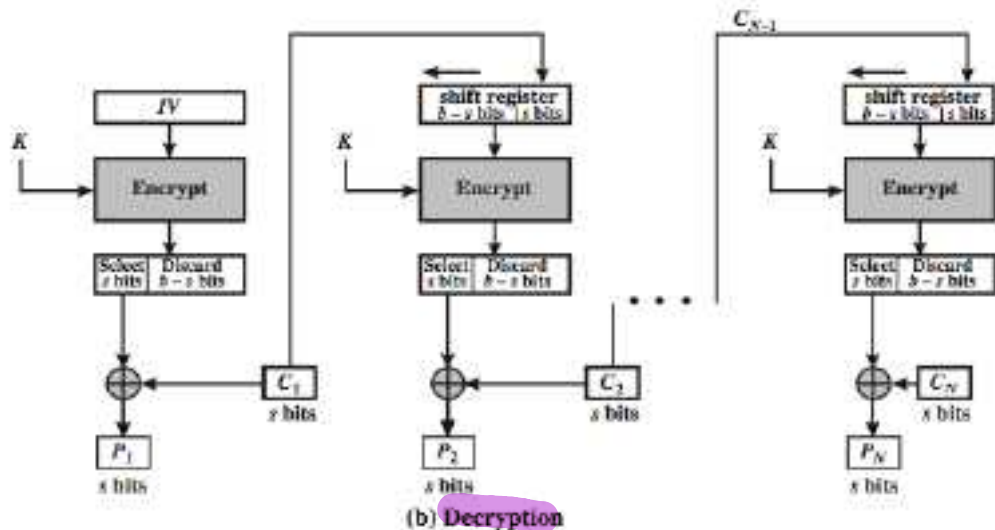 C_{N-1}
IV
shift register
b − s bits | s bits
shift register
b − s bits | s bits
K
K
K
Encrypt
Encrypt
Encrypt
Select
s bits
Discard
b − s bits
Select
s bits
Discard
b − s bits
Select
s bits
Discard
b − s bits
• • •
C_1
s bits
C_2
s bits
C_N
s bits
P_1
s bits
P_2
s bits
P_N
s bits
(b) Decryption